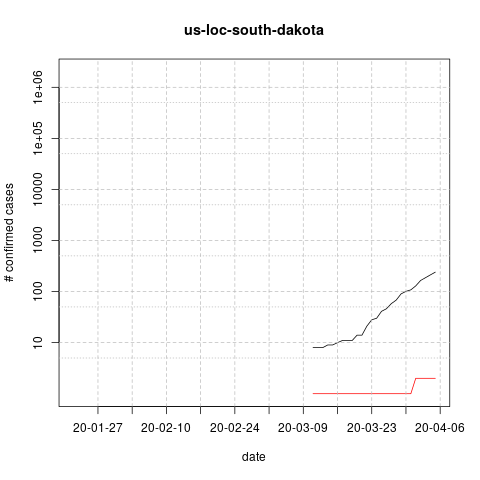 us-loc-south-dakota
# confirmed cases
1e+06
1e+05
10000
1000
100
10
20-01-27 20-02-10 20-02-24 20-03-09 20-03-23 20-04-06
date